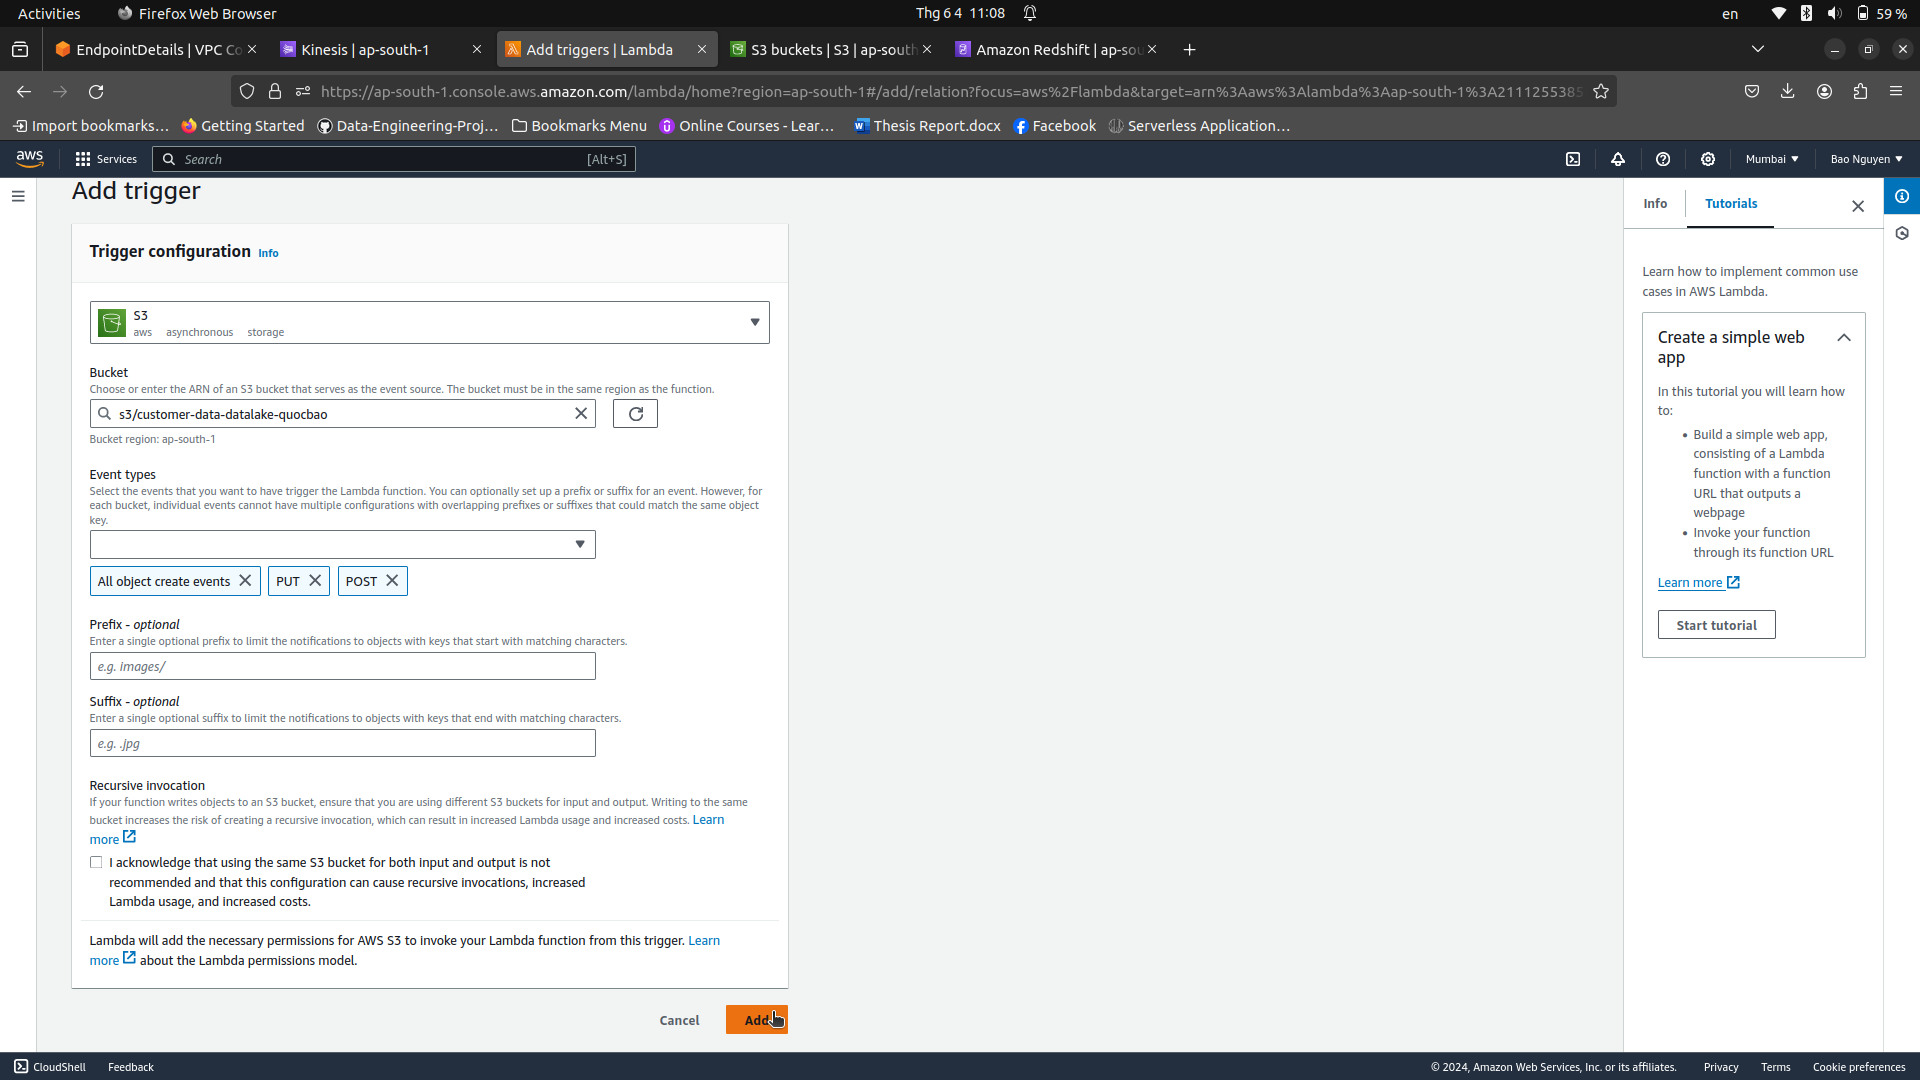 Activities
Firefox Web Browser
Thg 6 4 11:08
en
59 %
EndpointDetails | VPC Co
Kinesis | ap-south-1
Add triggers | Lambda
S3 buckets | S3 | ap-south
Amazon Redshift | ap-sou
https://ap-south-1.console.aws.amazon.com/lambda/home?region=ap-south-1#/add/relation?focus=aws%2Flambda&target=arn%3Aaws%3Alambda%3Aap-south-1%3A2111255385
Import bookmarks...
Getting Started
Data-Engineering-Proj...
Bookmarks Menu
Online Courses - Lear...
Thesis Report.docx
Facebook
Serverless Application...
aws
Services
Search
[Alt+S]
Mumbai
Bao Nguyen
Add trigger
Trigger configuration Info
S3
aws asynchronous storage
Bucket
Choose or enter the ARN of an S3 bucket that serves as the event source. The bucket must be in the same region as the function.
s3/customer-data-datalake-quocbao
Bucket region: ap-south-1
Event types
Select the events that you want to have trigger the Lambda function. You can optionally set up a prefix or suffix for an event. However, for
each bucket, individual events cannot have multiple configurations with overlapping prefixes or suffixes that could match the same object
key.
All object create events
PUT
POST
Prefix - optional
Enter a single optional prefix to limit the notifications to objects with keys that start with matching characters.
e.g. images/
Suffix - optional
Enter a single optional suffix to limit the notifications to objects with keys that end with matching characters.
e.g. .jpg
Recursive invocation
If your function writes objects to an S3 bucket, ensure that you are using different S3 buckets for input and output. Writing to the same
bucket increases the risk of creating a recursive invocation, which can result in increased Lambda usage and increased costs. Learn
more
I acknowledge that using the same S3 bucket for both input and output is not
recommended and that this configuration can cause recursive invocations, increased
Lambda usage, and increased costs.
Lambda will add the necessary permissions for AWS S3 to invoke your Lambda function from this trigger. Learn
more about the Lambda permissions model.
Cancel
Add
Info
Tutorials
Learn how to implement common use
cases in AWS Lambda.
Create a simple web
app
In this tutorial you will learn how
to:
• Build a simple web app,
consisting of a Lambda
function with a function
URL that outputs a
webpage
• Invoke your function
through its function URL
Learn more
Start tutorial
CloudShell
Feedback
© 2024, Amazon Web Services, Inc. or its affiliates.
Privacy
Terms
Cookie preferences